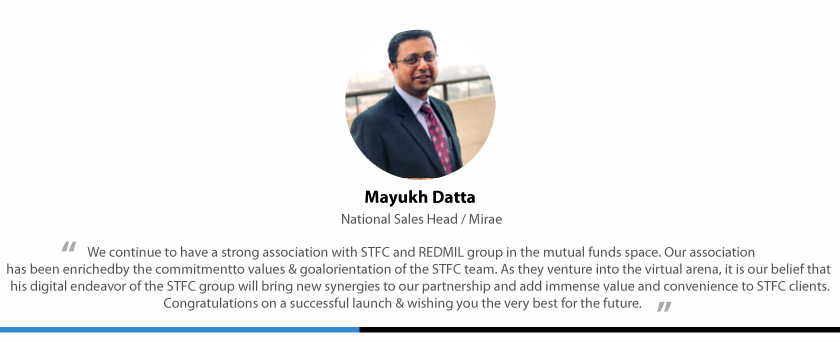 Mayukh Datta
National Sales Head / Mirae
“ We continue to have a strong association with STFC and REDMIL group in the mutual funds space. Our association
has been enrichedby the commitmentto values & goalorientation of the STFC team. As they venture into the virtual arena, it is our belief that
his digital endeavor of the STFC group will bring new synergies to our partnership and add immense value and convenience to STFC clients.
Congratulations on a successful launch & wishing you the very best for the future. ”